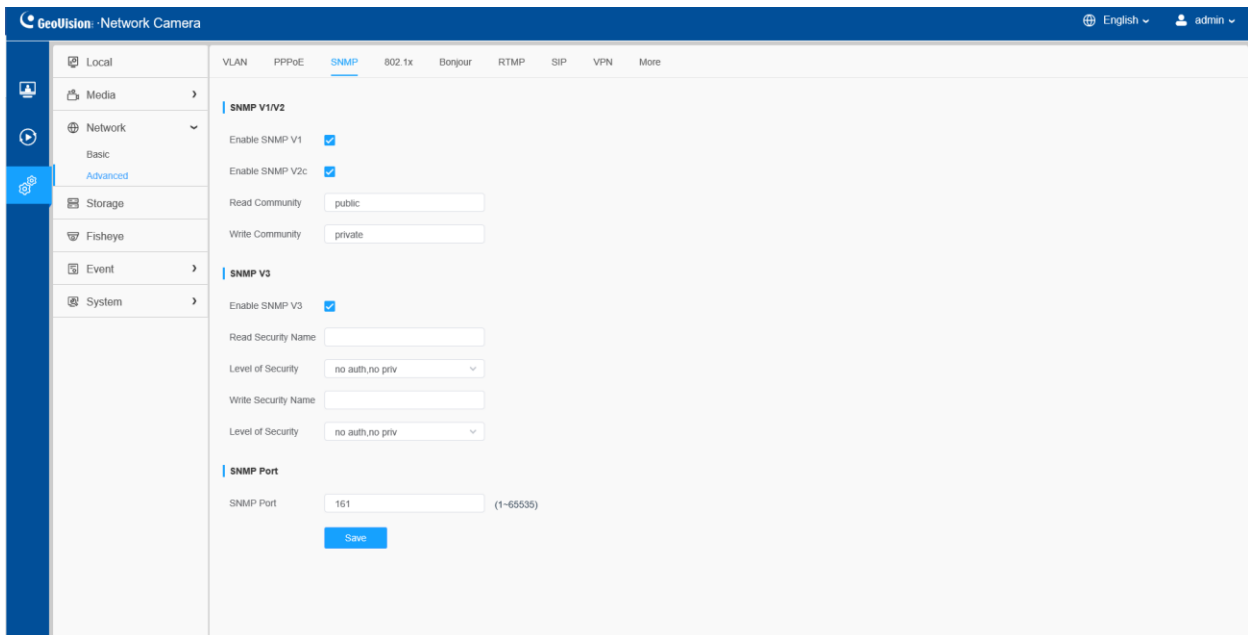 GeoVision Network Camera English admin
Local
Media
Network
Basic
Advanced
Storage
Fisheye
Event
System
VLAN PPPoE SNMP 802.1x Bonjour RTMP SIP VPN More
SNMP V1/V2
Enable SNMP V1
Enable SNMP V2c
Read Community public
Write Community private
SNMP V3
Enable SNMP V3
Read Security Name
Level of Security no auth,no priv
Write Security Name
Level of Security no auth,no priv
SNMP Port
SNMP Port 161 (1~65535)
Save